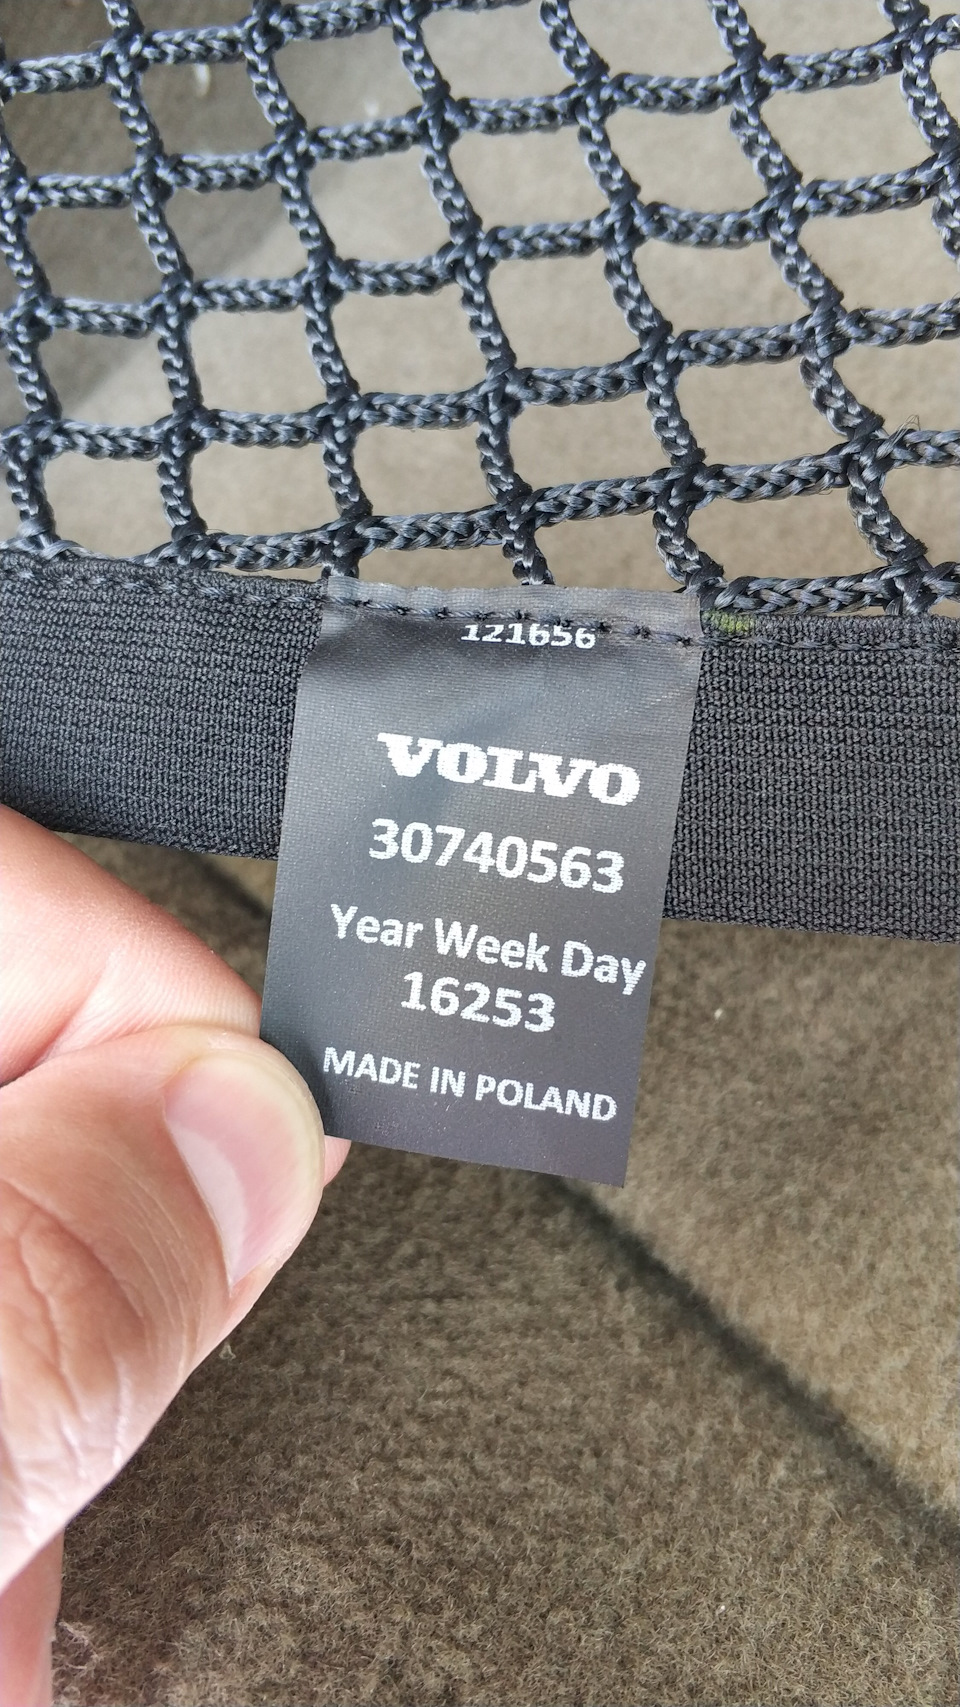 121656
VOLVO
30740563
Year Week Day
16253
MADE IN POLAND